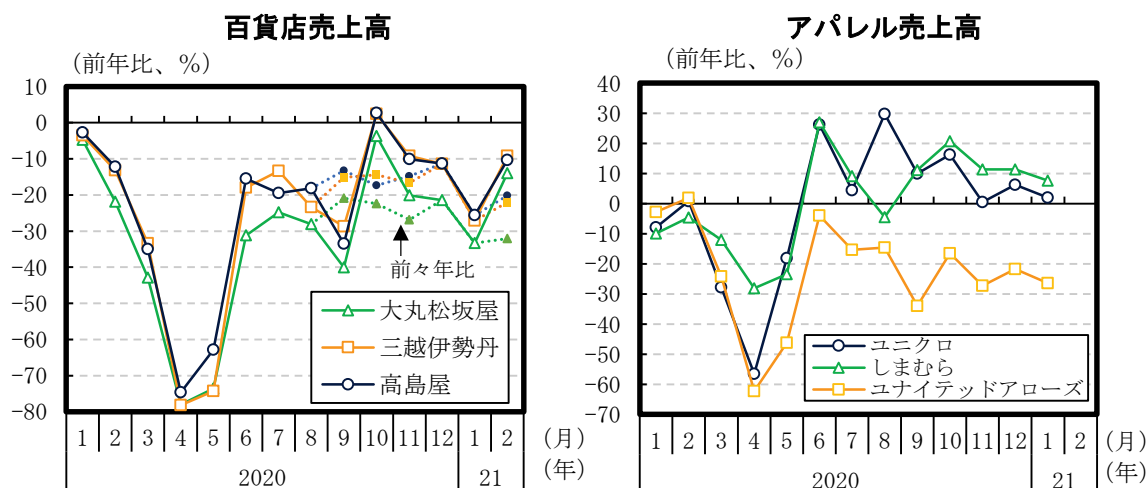 百貨店売上高
(前年比、%)
10
0
−10
−20
−30
−40
−50
−60
−70
−80
前々年比
大丸松坂屋
三越伊勢丹
高島屋
1 2 3 4 5 6 7 8 9 10 11 12 1 2 (月)
2020 21 (年)
アパレル売上高
(前年比、%)
40
30
20
10
0
−10
−20
−30
−40
−50
−60
−70
ユニクロ
しまむら
ユナイテッドアローズ
1 2 3 4 5 6 7 8 9 10 11 12 1 2 (月)
2020 21 (年)